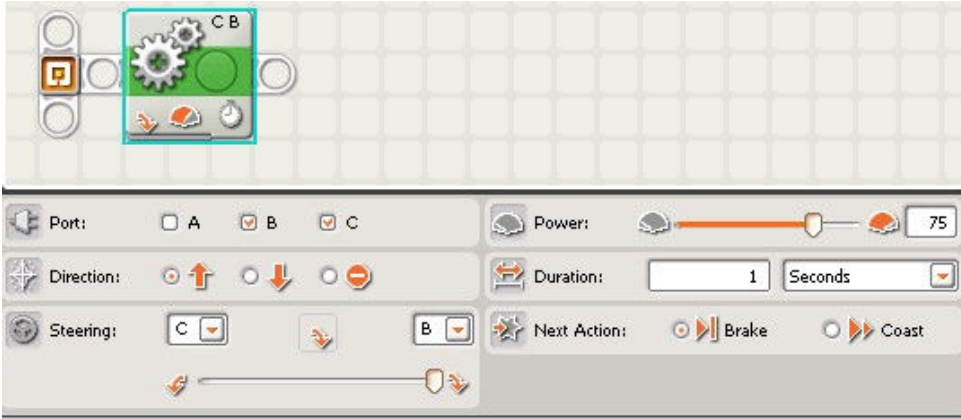 C B
Port: A B C Power: 75
Direction: Duration: 1 Seconds
Steering: C B Next Action: Brake Coast